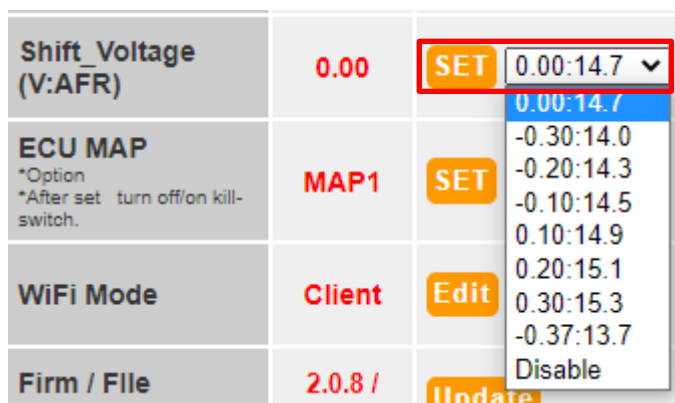 Shift_Voltage
(V:AFR)
0.00
SET
0.00:14.7
0.00:14.7
-0.30:14.0
-0.20:14.3
-0.10:14.5
0.10:14.9
0.20:15.1
0.30:15.3
-0.37:13.7
Disable
ECU MAP
*Option
*After set turn off/on kill-
switch.
MAP1
SET
WiFi Mode
Client
Edit
Firm / FIle
2.0.8 /
Update